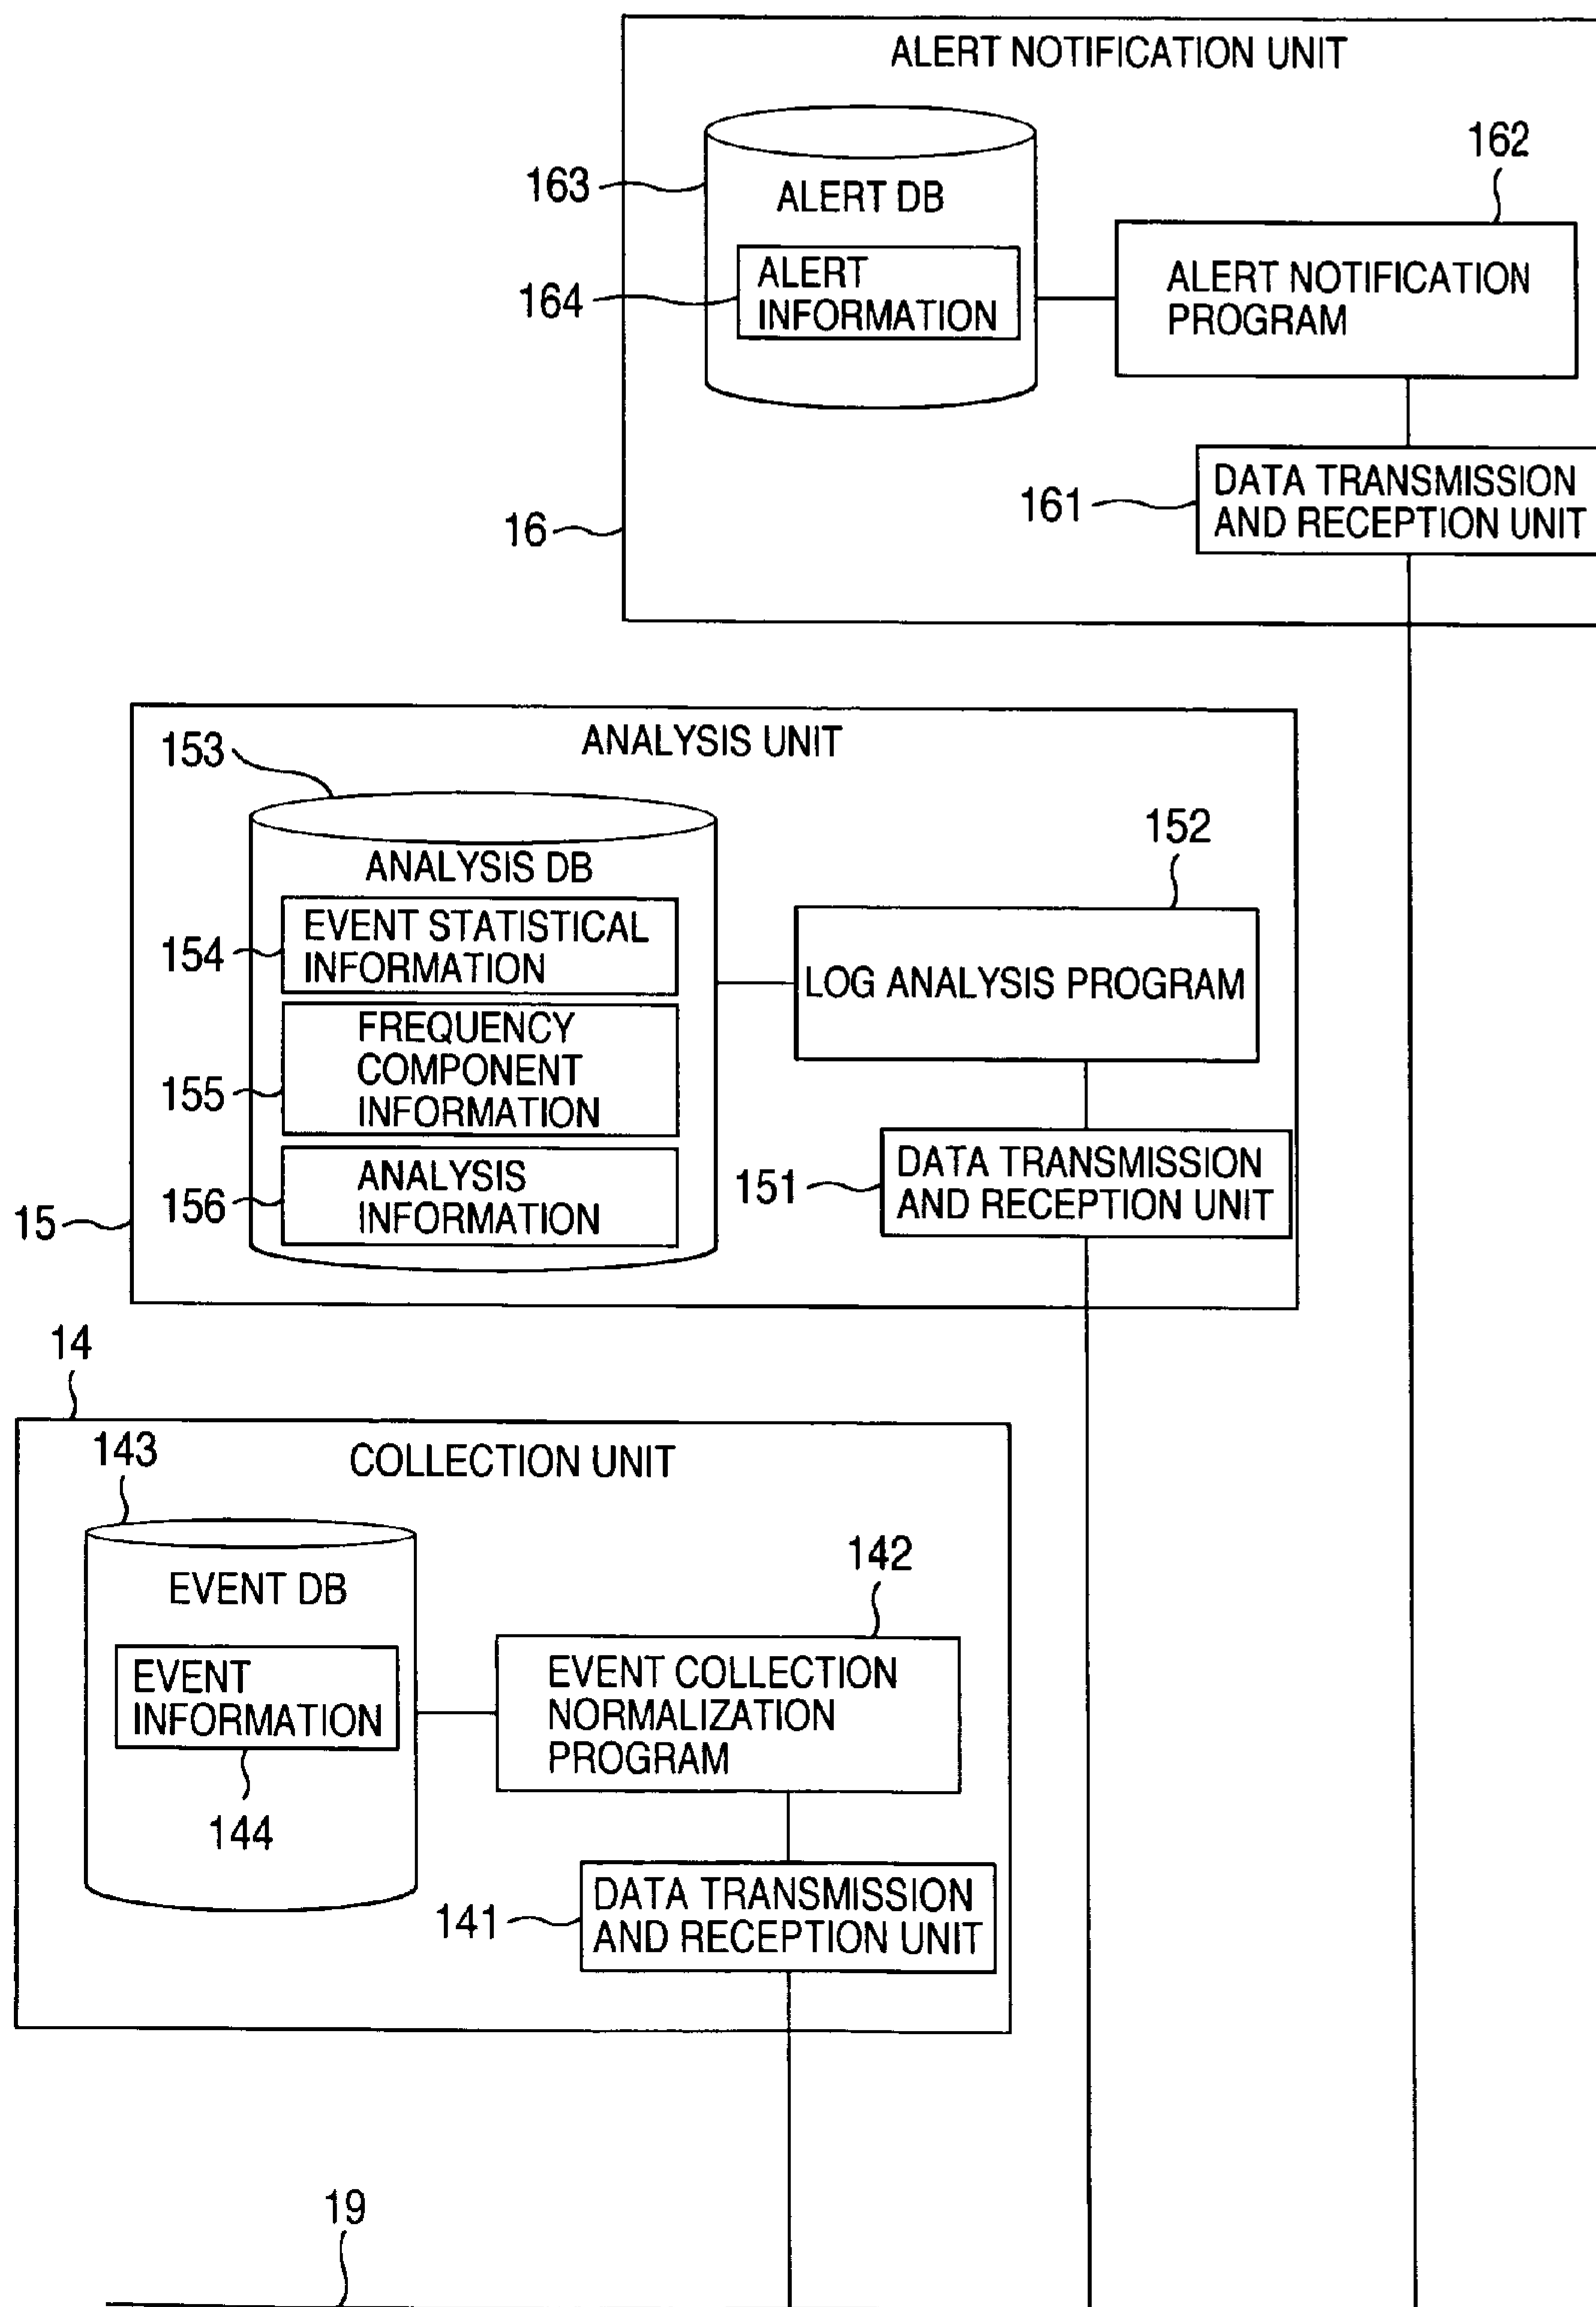 ALERT NOTIFICATION UNIT
162
163
ALERT DB
164
ALERT
INFORMATION
ALERT NOTIFICATION
PROGRAM
161
DATA TRANSMISSION
AND RECEPTION UNIT
16
ANALYSIS UNIT
153
152
ANALYSIS DB
154
EVENT STATISTICAL
INFORMATION
LOG ANALYSIS PROGRAM
155
FREQUENCY
COMPONENT
INFORMATION
156
ANALYSIS
INFORMATION
151
DATA TRANSMISSION
AND RECEPTION UNIT
15
14
143
COLLECTION UNIT
142
EVENT DB
EVENT
INFORMATION
144
EVENT COLLECTION
NORMALIZATION
PROGRAM
141
DATA TRANSMISSION
AND RECEPTION UNIT
19